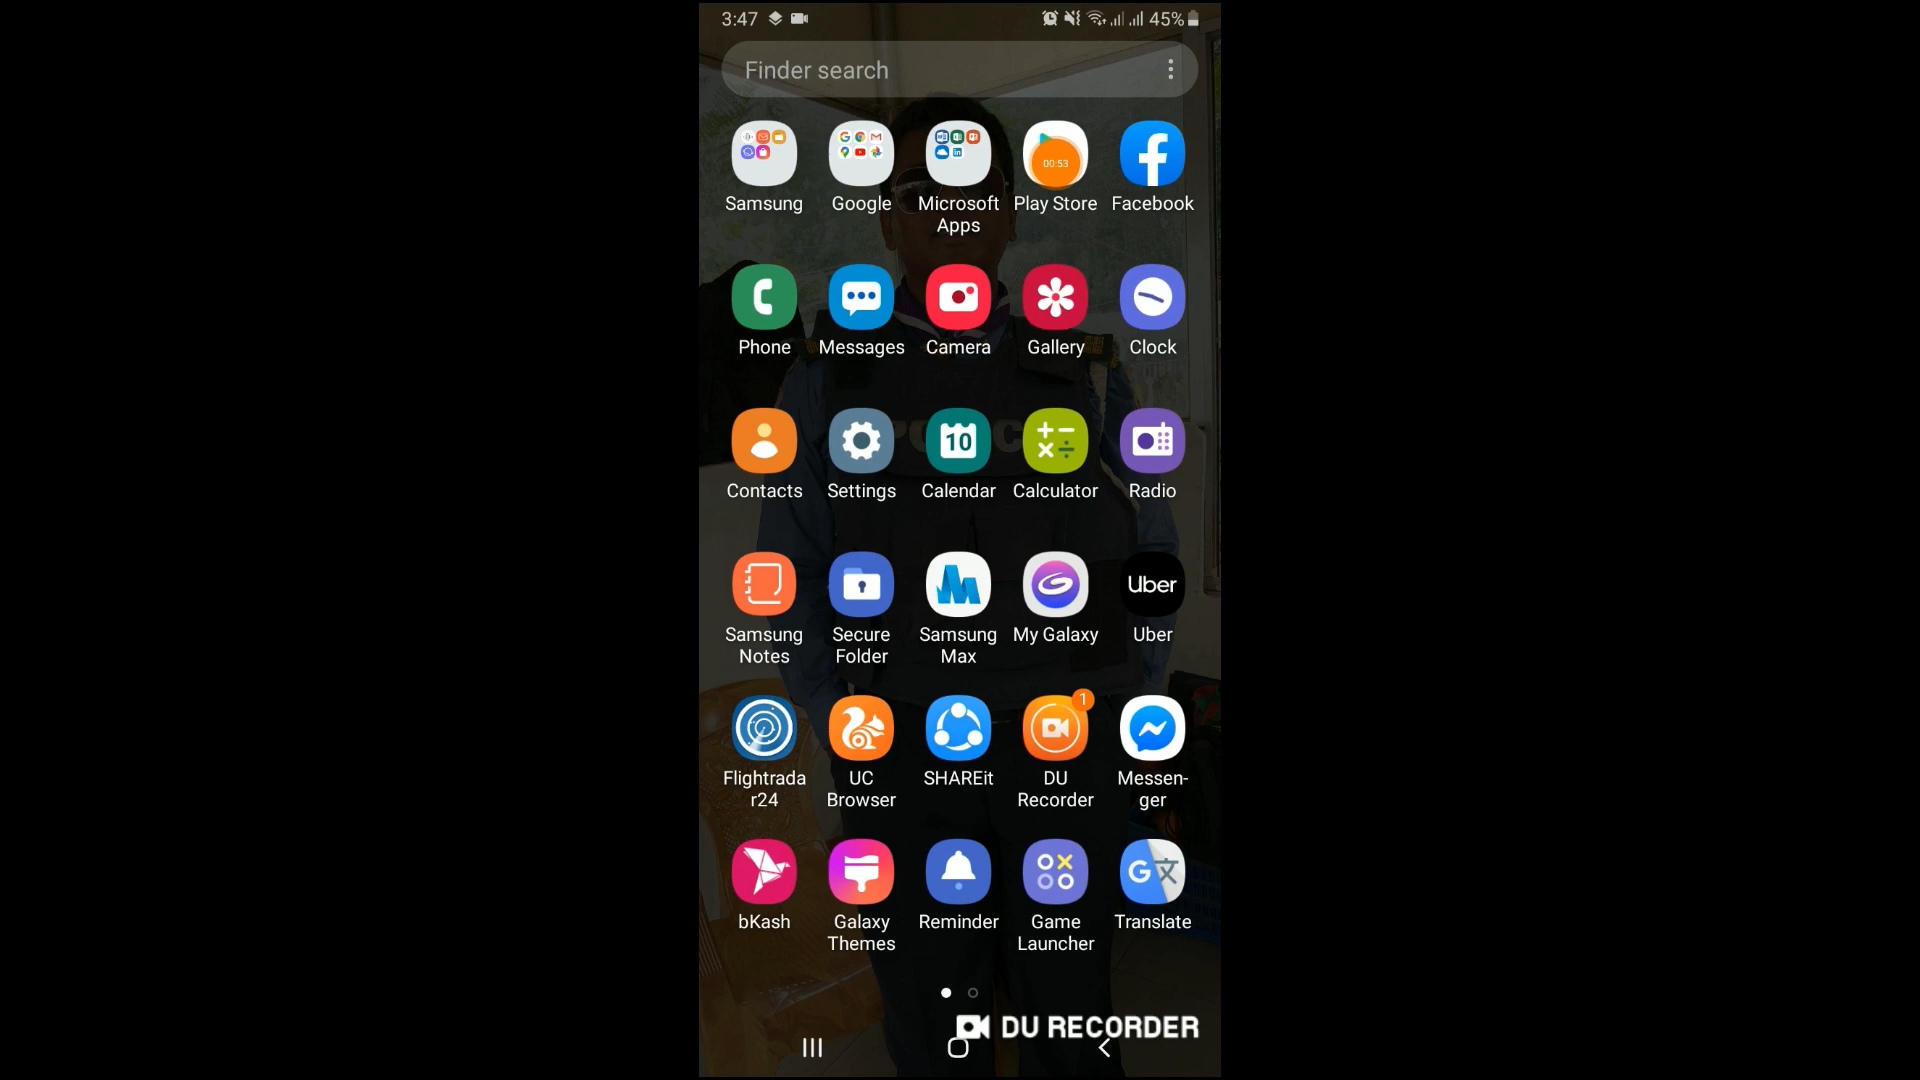 3:47 45%
Finder search
00:53
Samsung Google Microsoft Play Store Facebook
Apps
Phone Messages Camera Gallery Clock
10
Contacts Settings Calendar Calculator Radio
Uber
Samsung Secure Samsung My Galaxy Uber
Notes Folder Max
1
Flightrada UC SHAREit DU Messen-
r24 Browser Recorder ger
bKash Galaxy Reminder Game Translate
Themes Launcher
DU RECORDER